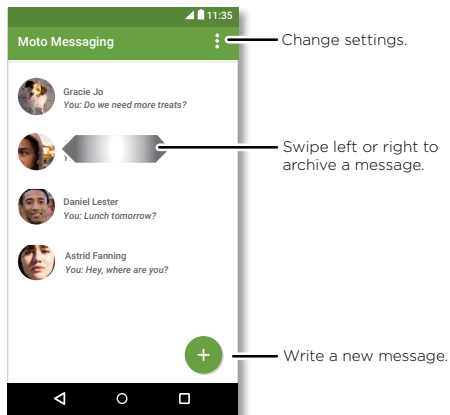 11:35
Moto Messaging
Change settings.
Gracie Jo
You: Do we need more treats?
Swipe left or right to
archive a message.
Daniel Lester
You: Lunch tomorrow?
Astrid Fanning
You: Hey, where are you?
+
Write a new message.